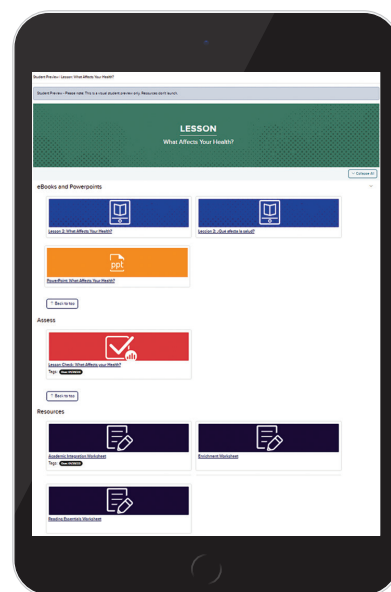 Student Preview - Lesson: What Affects Your Health?
Student Preview - Please note: This is a visual student preview only. Resources don't launch.
LESSON
What Affects Your Health?
Collapse All
eBooks and Powerpoints
Lesson 2: What Affects Your Health?
Lección 2: ¿Qué afecta la salud?
ppt
PowerPoint: What Affects Your Health?
Back to top
Assess
Lesson Check: What Affects your Health?
Tags:
Back to top
Resources
Academic Integration Worksheet
Enrichment Worksheet
Tags:
Reading Essentials Worksheet